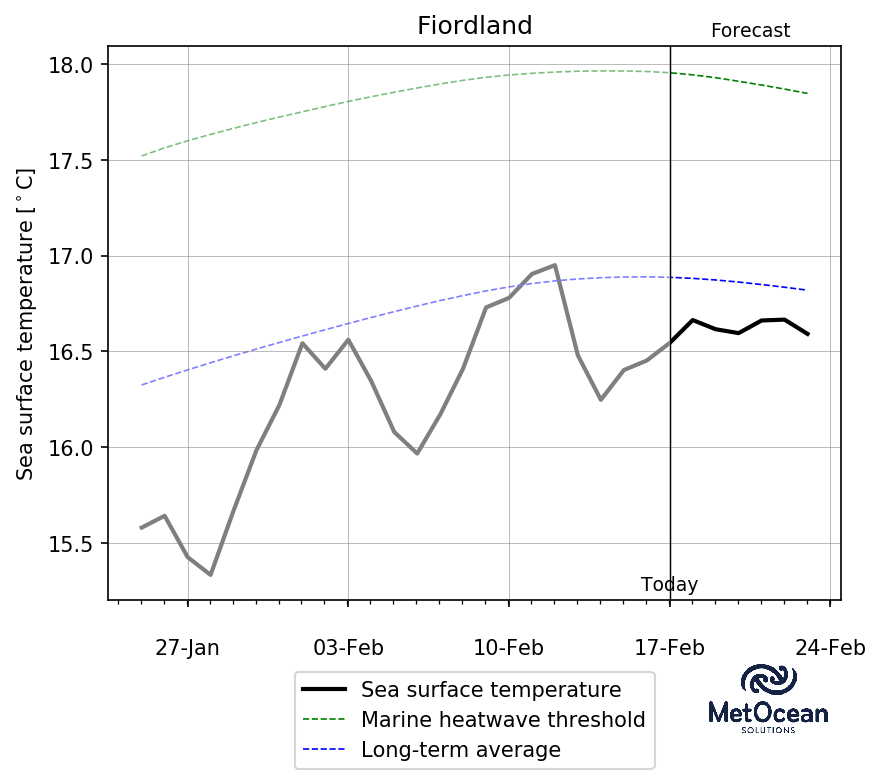 Fiordland
Forecast
Sea surface temperature [°C]
18.0
17.5
17.0
16.5
16.0
15.5
Today
27-Jan 03-Feb 10-Feb 17-Feb 24-Feb
Sea surface temperature
Marine heatwave threshold
Long-term average
MetOcean
SOLUTIONS